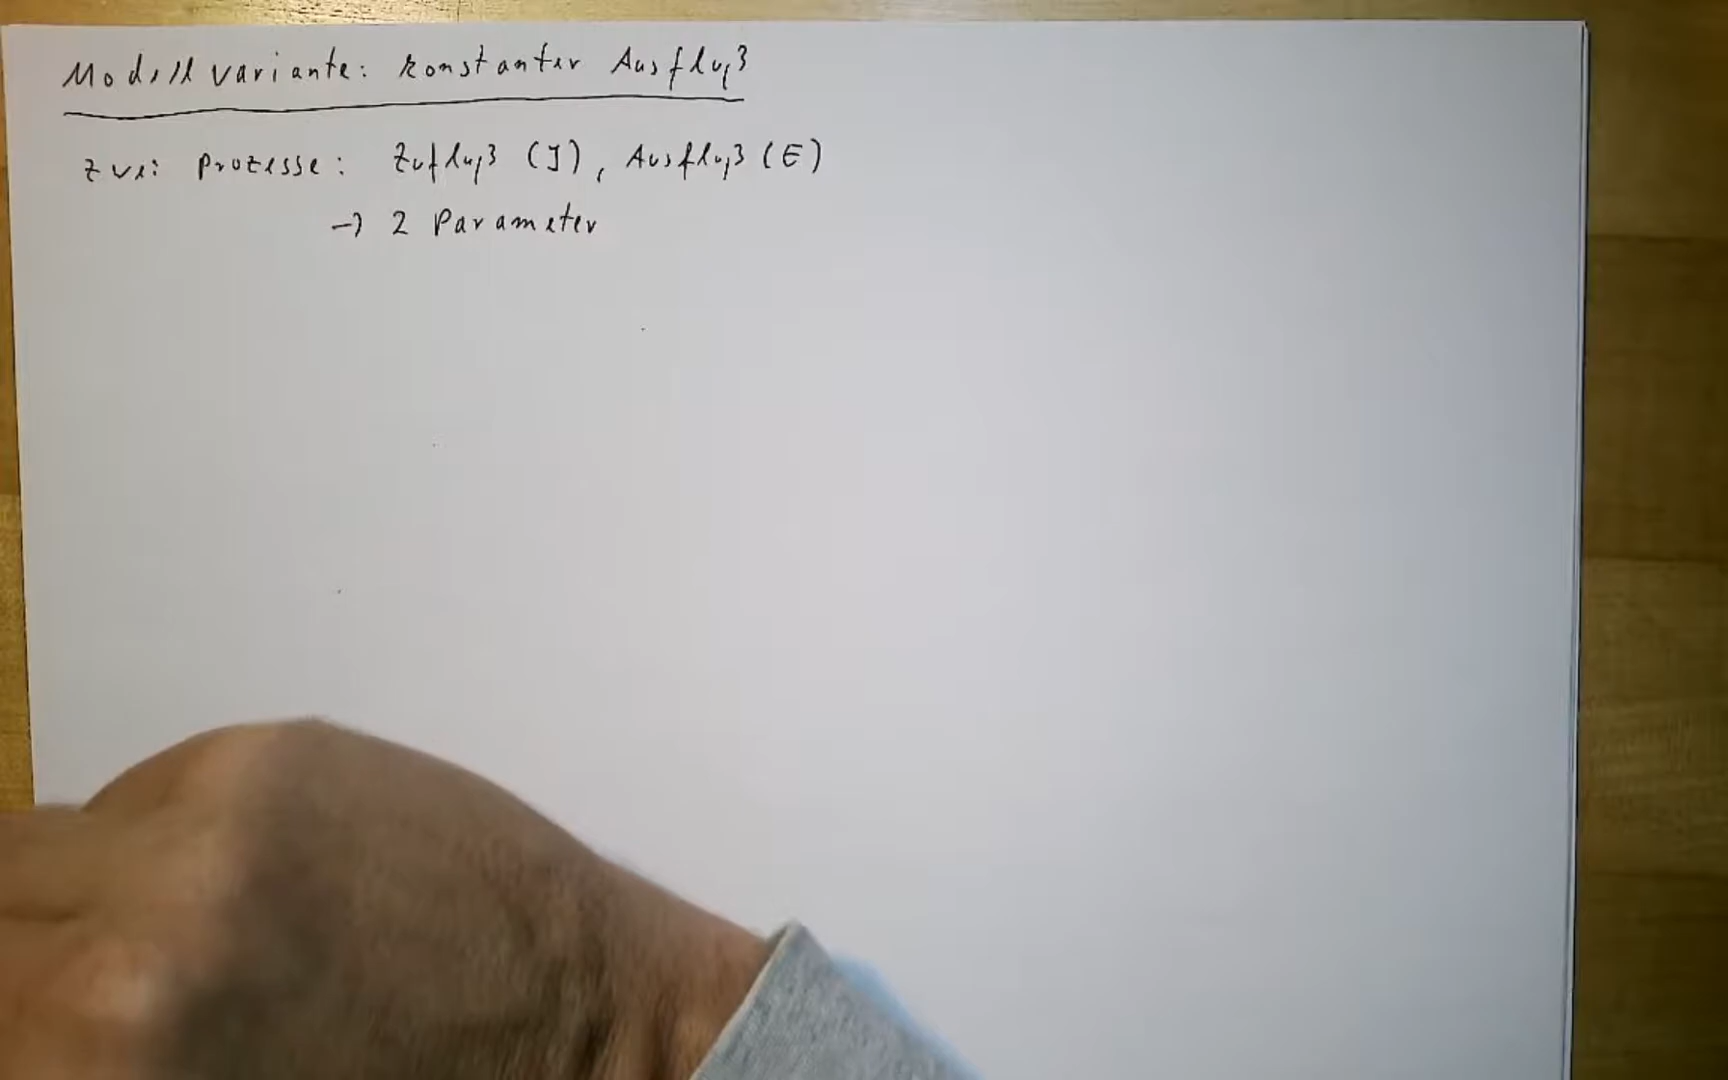 Modellvariante: konstanter Ausfluß
zwei Prozesse: Zufluß (I), Ausfluß (E)
→ 2 Parameter